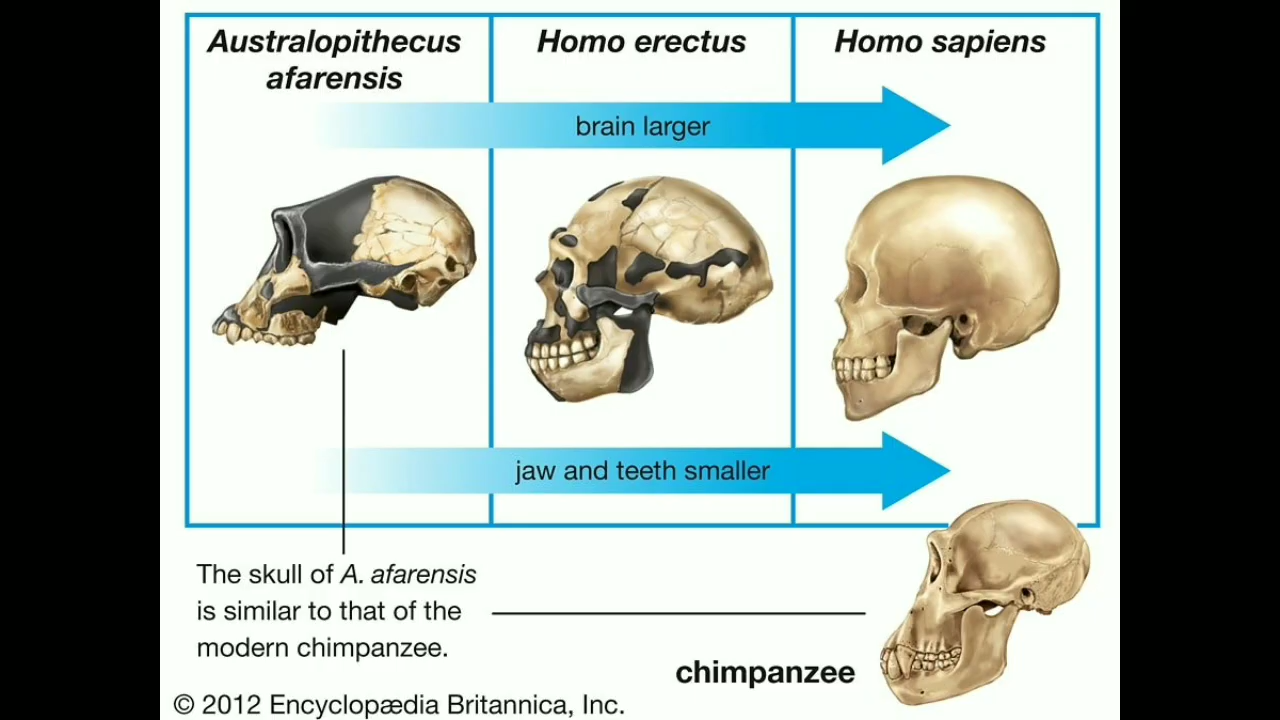 Australopithecus
afarensis
Homo erectus
Homo sapiens
brain larger
jaw and teeth smaller
The skull of A. afarensis
is similar to that of the
modern chimpanzee.
chimpanzee
© 2012 Encyclopædia Britannica, Inc.